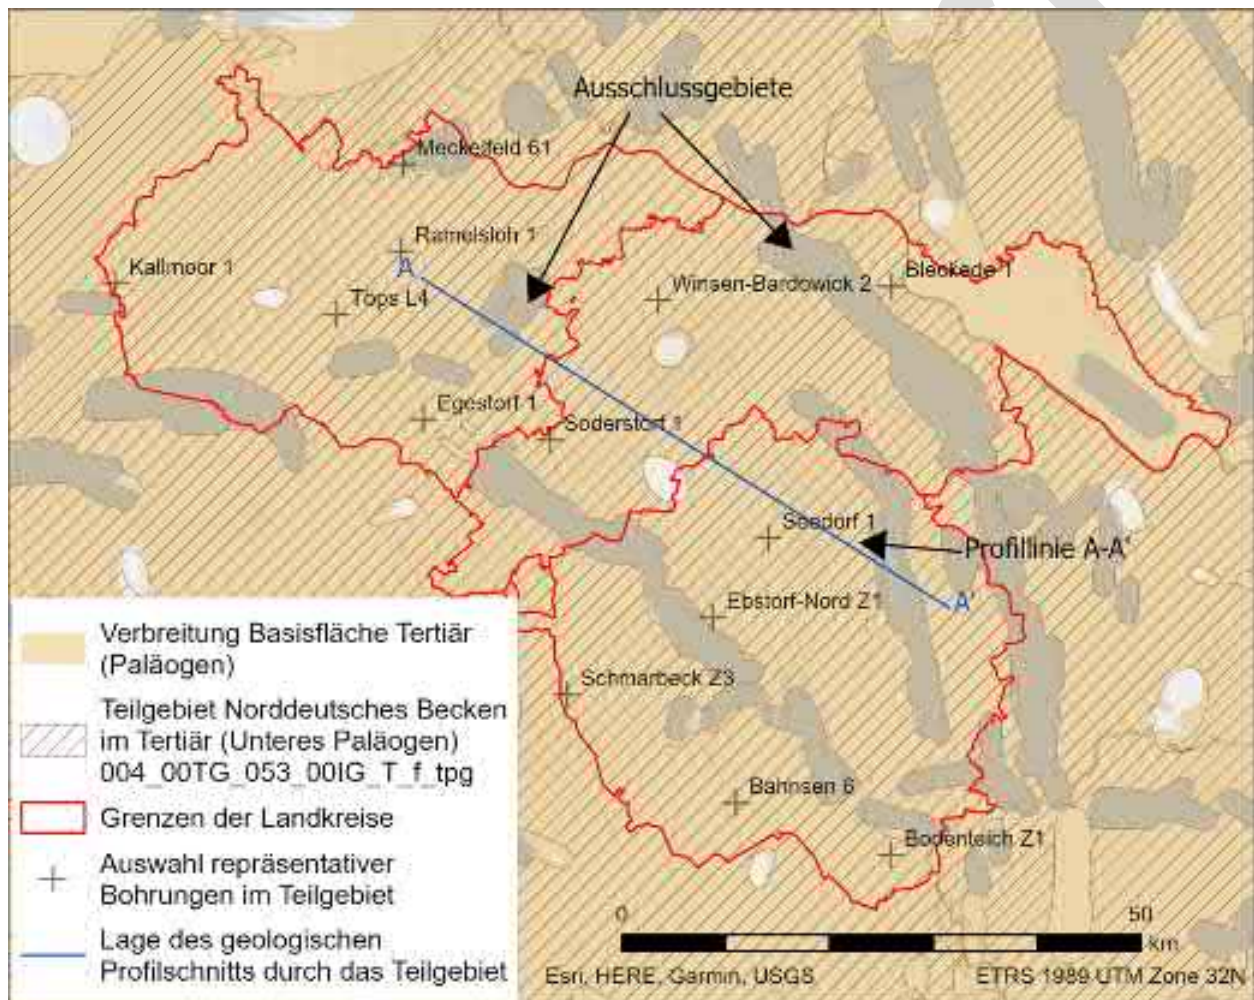 Ausschlussgebiete
Meckelfeld 61
Ramelsloh 1
A
Kallmoor 1
Tops L4
Winsen-Bardowick 2
Bleckede 1
Egestorf 1
Soderstorf 1
Seedorf 1
Profillinie A-A'
Ebstorf-Nord Z1
A'
Schmarbeck Z3
Bahnsen 6
Bodenteich Z1
Verbreitung Basisfläche Tertiär
(Paläogen)
Teilgebiet Norddeutsches Becken
im Tertiär (Unteres Paläogen)
004_00TG_053_00IG_T_f_tpg
Grenzen der Landkreise
Auswahl repräsentativer
Bohrungen im Teilgebiet
Lage des geologischen
Profilschnitts durch das Teilgebiet
0 50
km
Esri, HERE, Garmin, USGS ETRS 1989 UTM Zone 32N